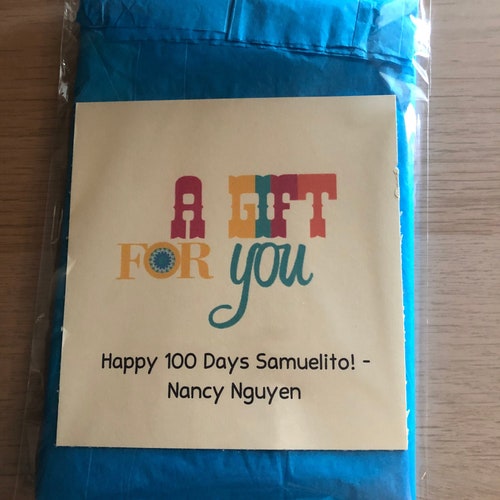 A GIFT
FOR you
Happy 100 Days Samuelito! -
Nancy Nguyen